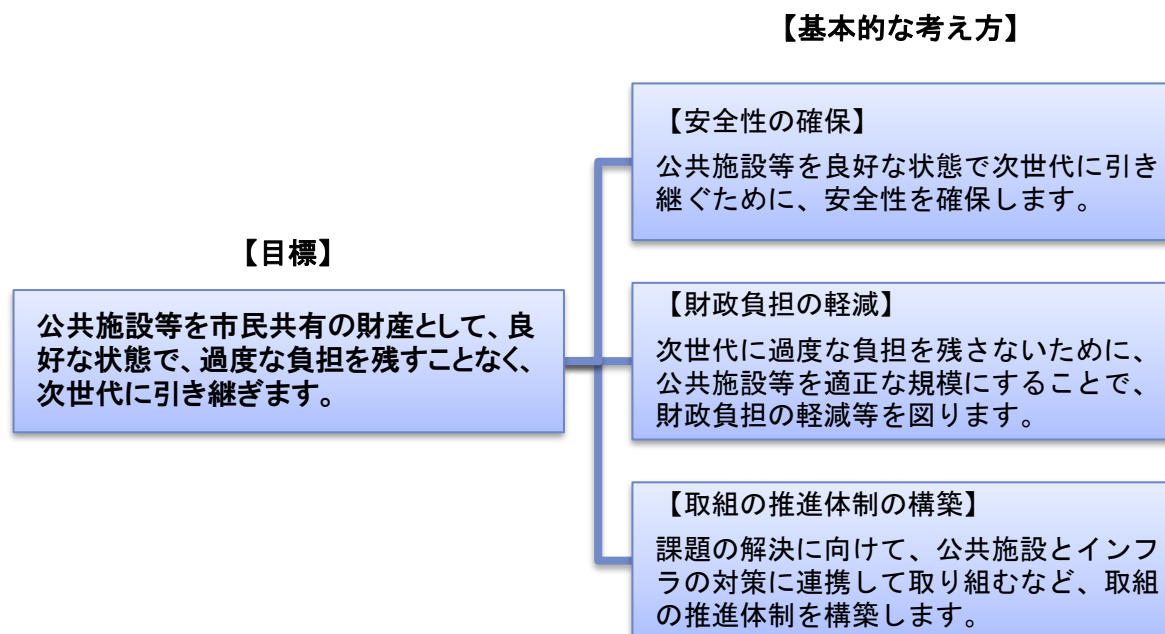 【基本的な考え方】
【安全性の確保】
公共施設等を良好な状態で次世代に引き
継ぐために、安全性を確保します。
【目標】
公共施設等を市民共有の財産として、良
好な状態で、過度な負担を残すことなく、
次世代に引き継ぎます。
【財政負担の軽減】
次世代に過度な負担を残さないために、
公共施設等を適正な規模にすることで、
財政負担の軽減等を図ります。
【取組の推進体制の構築】
課題の解決に向けて、公共施設とインフ
ラの対策に連携して取り組むなど、取組
の推進体制を構築します。